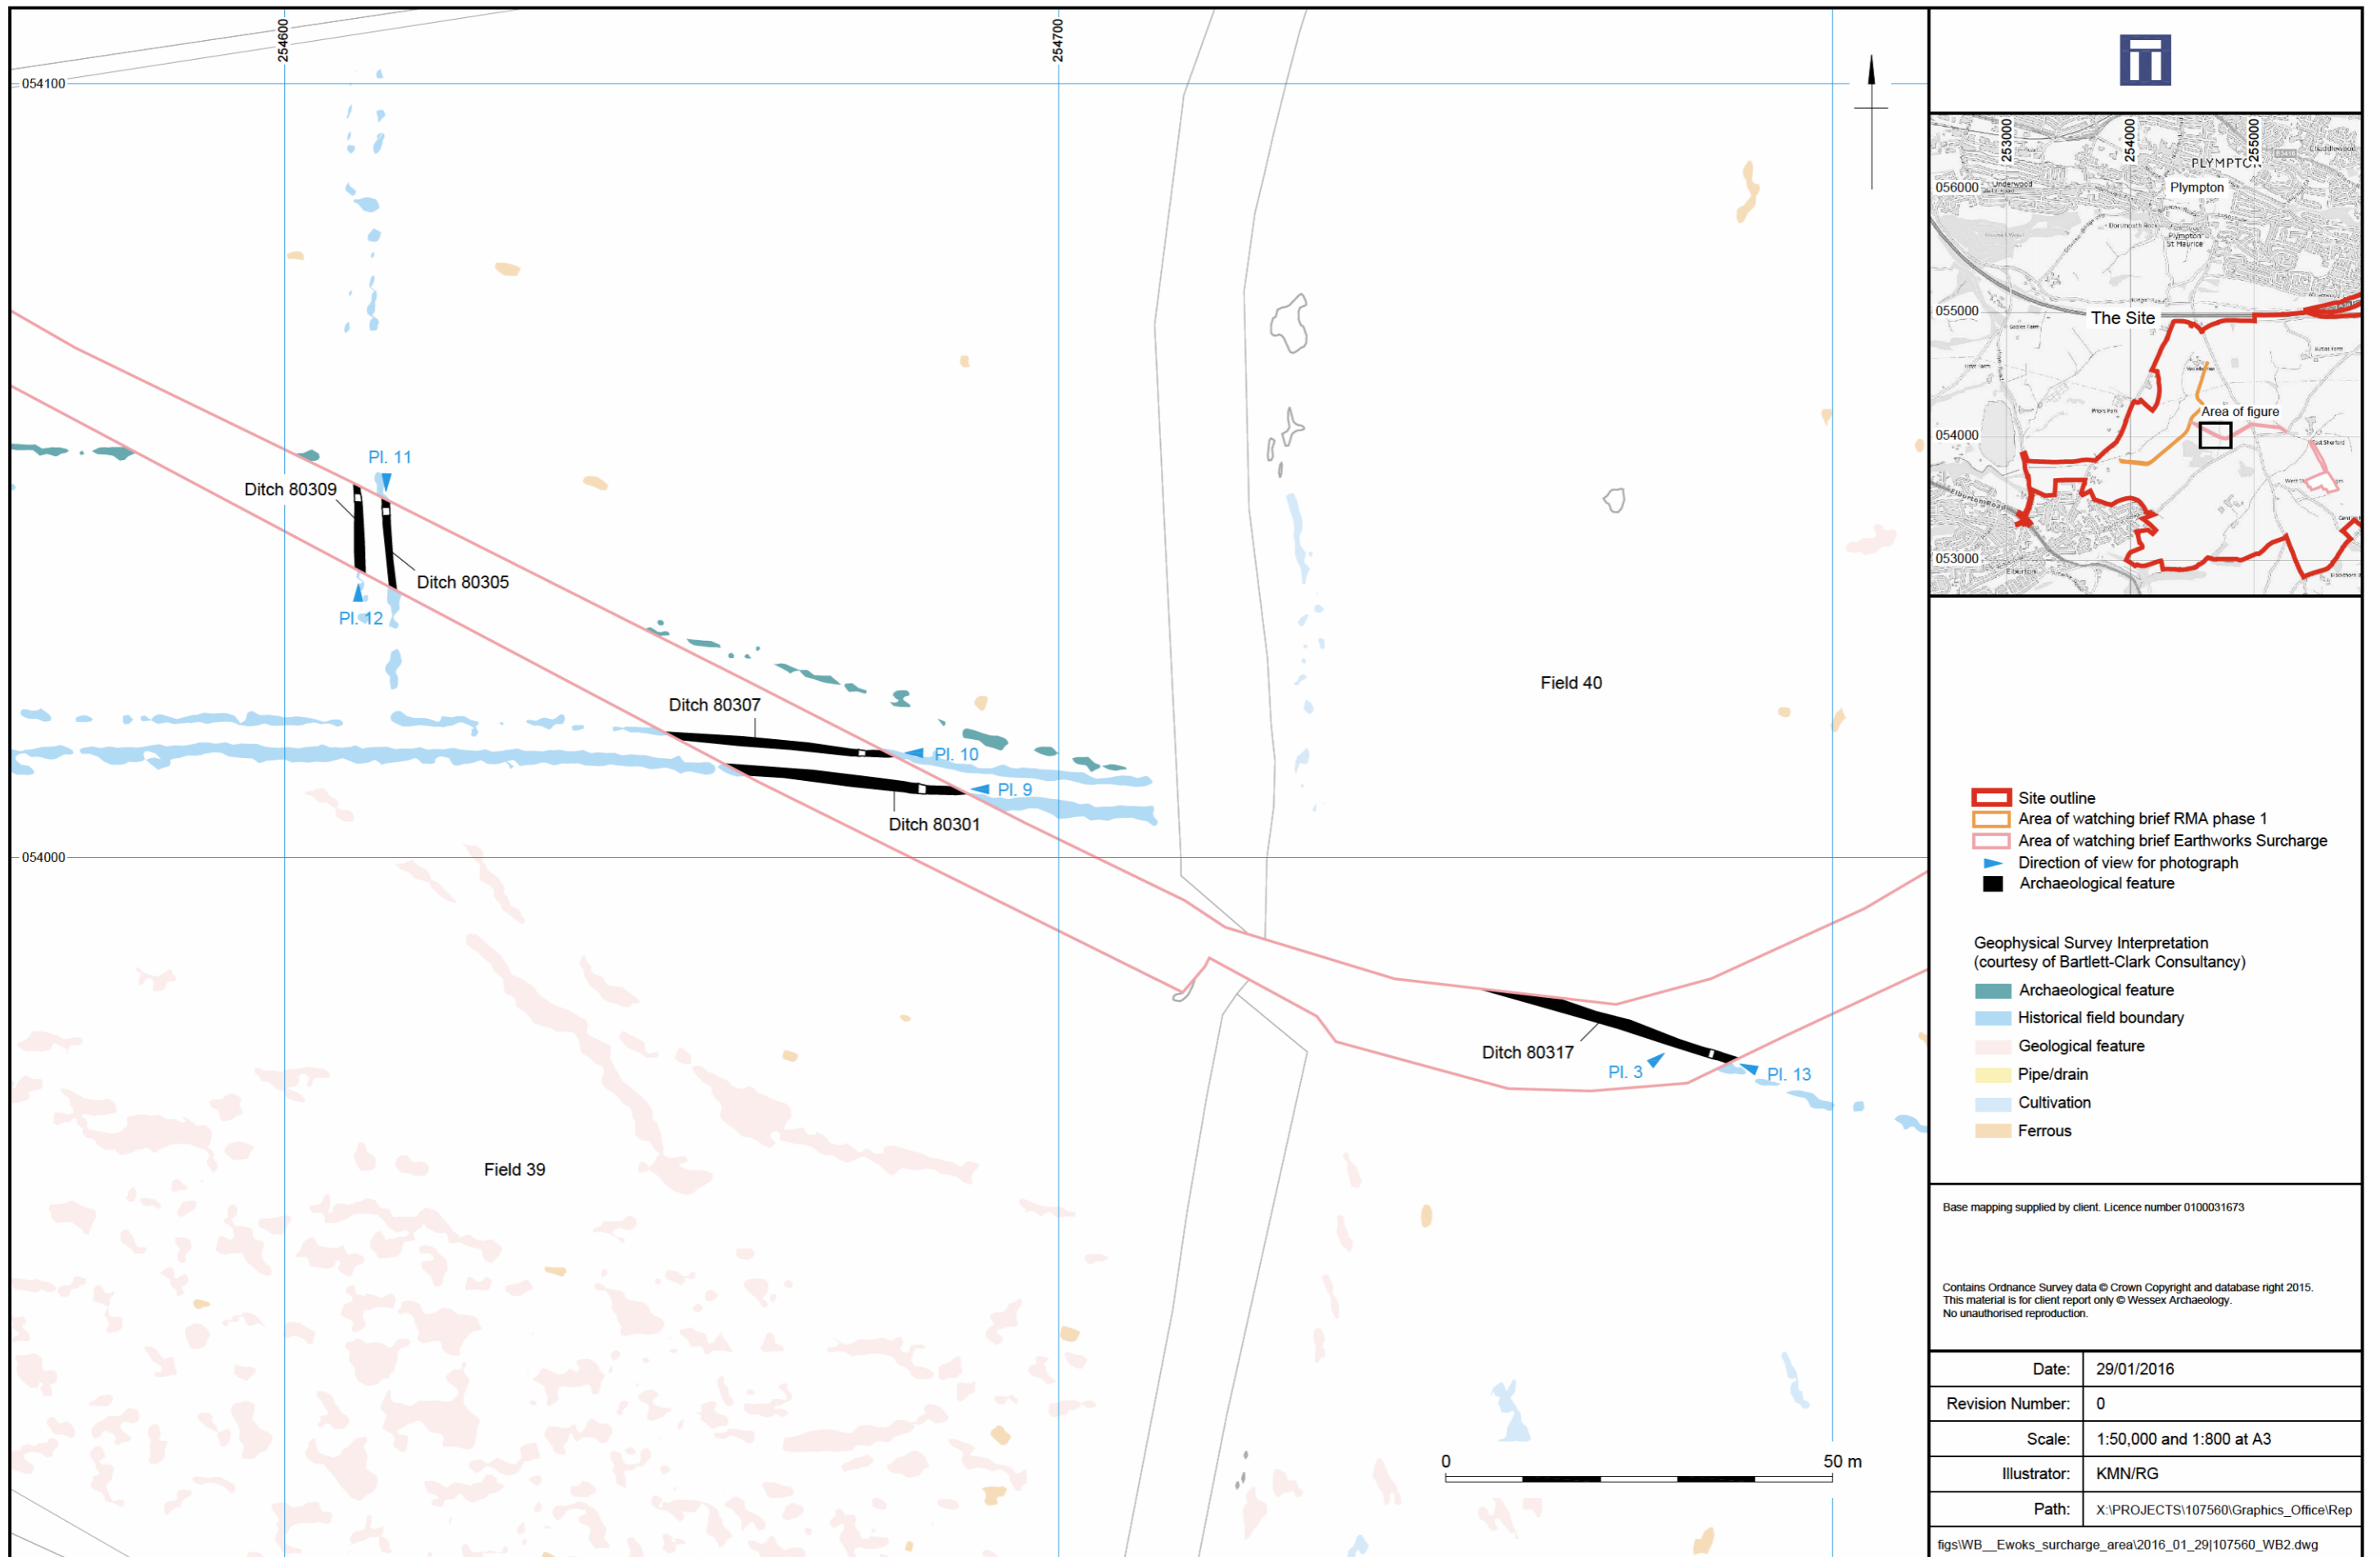 254600
254700
054100
Pl. 11
Ditch 80309
Ditch 80305
Pl. 12
Ditch 80307
Field 40
Pl. 10
Pl. 9
Ditch 80301
054000
Ditch 80317
Pl. 3
Pl. 13
Field 39
0
50 m
253000
254000
255000
PLYMPTO
056000
Underwood
Plympton
Plympton
St Maurice
055000
The Site
Area of figure
054000
053000
Elburton
Site outline
Area of watching brief RMA phase 1
Area of watching brief Earthworks Surcharge
Direction of view for photograph
Archaeological feature
Geophysical Survey Interpretation
(courtesy of Bartlett-Clark Consultancy)
Archaeological feature
Historical field boundary
Geological feature
Pipe/drain
Cultivation
Ferrous
Base mapping supplied by client. Licence number 0100031673
Contains Ordnance Survey data © Crown Copyright and database right 2015.
This material is for client report only © Wessex Archaeology.
No unauthorised reproduction.
Date: 29/01/2016
Revision Number: 0
Scale: 1:50,000 and 1:800 at A3
Illustrator: KMN/RG
Path: X:\PROJECTS\107560\Graphics_Office\Rep
figs\WB__Ewoks_surcharge_area\2016_01_29|107560_WB2.dwg